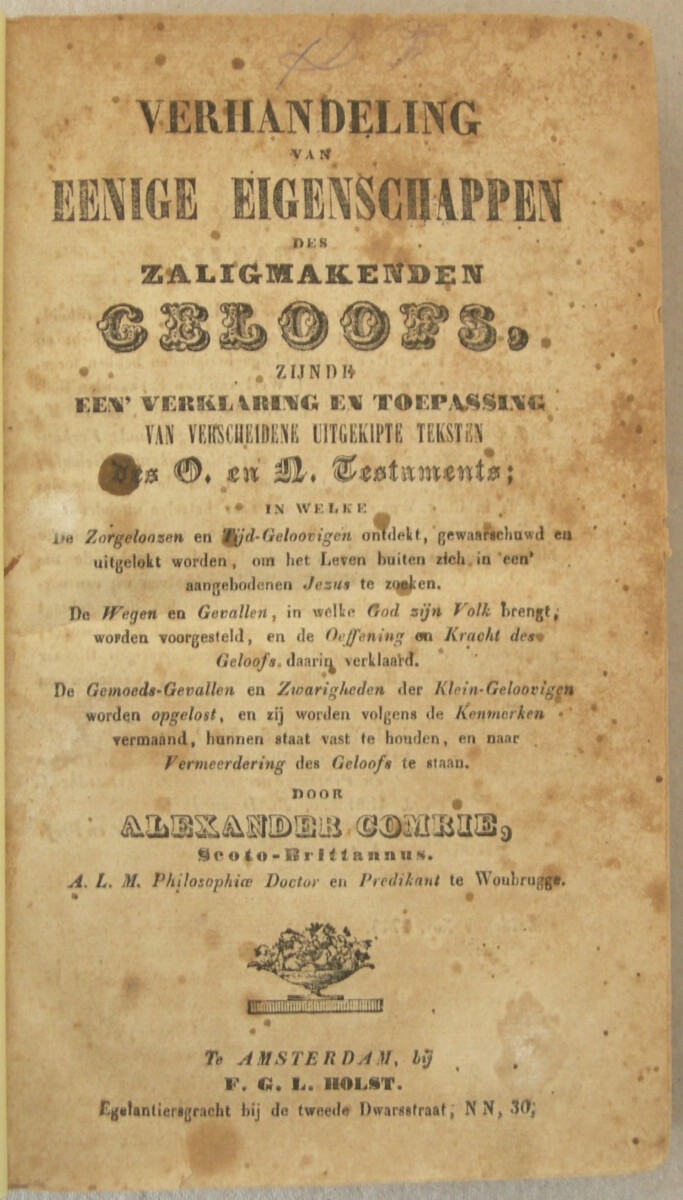 VERHANDELING
VAN
EENIGE EIGENSCHAPPEN
DES
ZALIGMAKENDEN
GELOOFS,
ZIJNDE
EEN' VERKLARING EN TOEPASSING
VAN VERSCHEIDENE UITGEKIPTE TEKSTEN
des O. en N. Testaments;
IN WELKE
De Zorgeloozen en Tijd-Geloovigen ontdekt, gewaarschuwd en
uitgelokt worden, om het Leven buiten zich in een'
aangebodenen Jezus te zoeken.
De Wegen en Gevallen, in welke God zijn Volk brengt,
worden voorgesteld, en de Oeffening en Kracht des
Geloofs daarin verklaard.
De Gemoeds-Gevallen en Zwarigheden der Klein-Geloovigen
worden opgelost, en zij worden volgens de Kenmerken
vermaand, hunnen staat vast te houden, en naar
Vermeerdering des Geloofs te staan.
DOOR
ALEXANDER COMRIE,
Scoto-Brittannus.
A. L. M. Philosophiæ Doctor en Predikant te Woubrugge.
Te AMSTERDAM, bij
F. G. L. HOLST.
Egelantiersgracht bij de tweede Dwarsstraat, NN, 30,